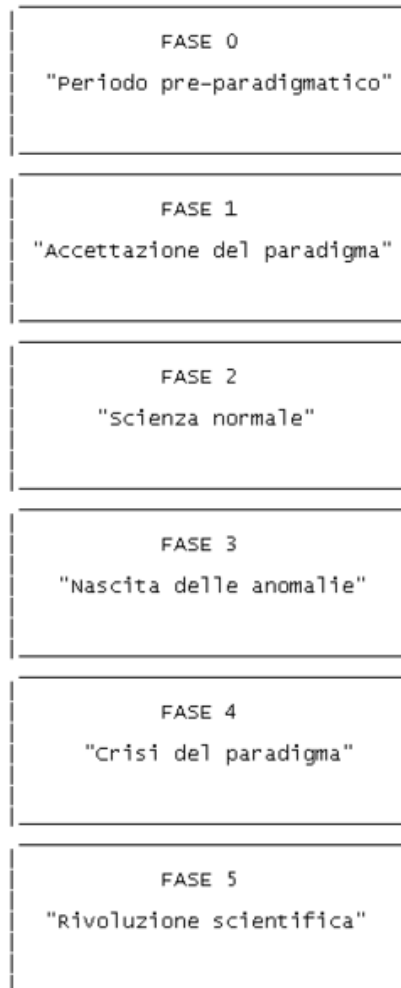 FASE 0
"Periodo pre-paradigmatico"
FASE 1
"Accettazione del paradigma"
FASE 2
"Scienza normale"
FASE 3
"Nascita delle anomalie"
FASE 4
"Crisi del paradigma"
FASE 5
"Rivoluzione scientifica"